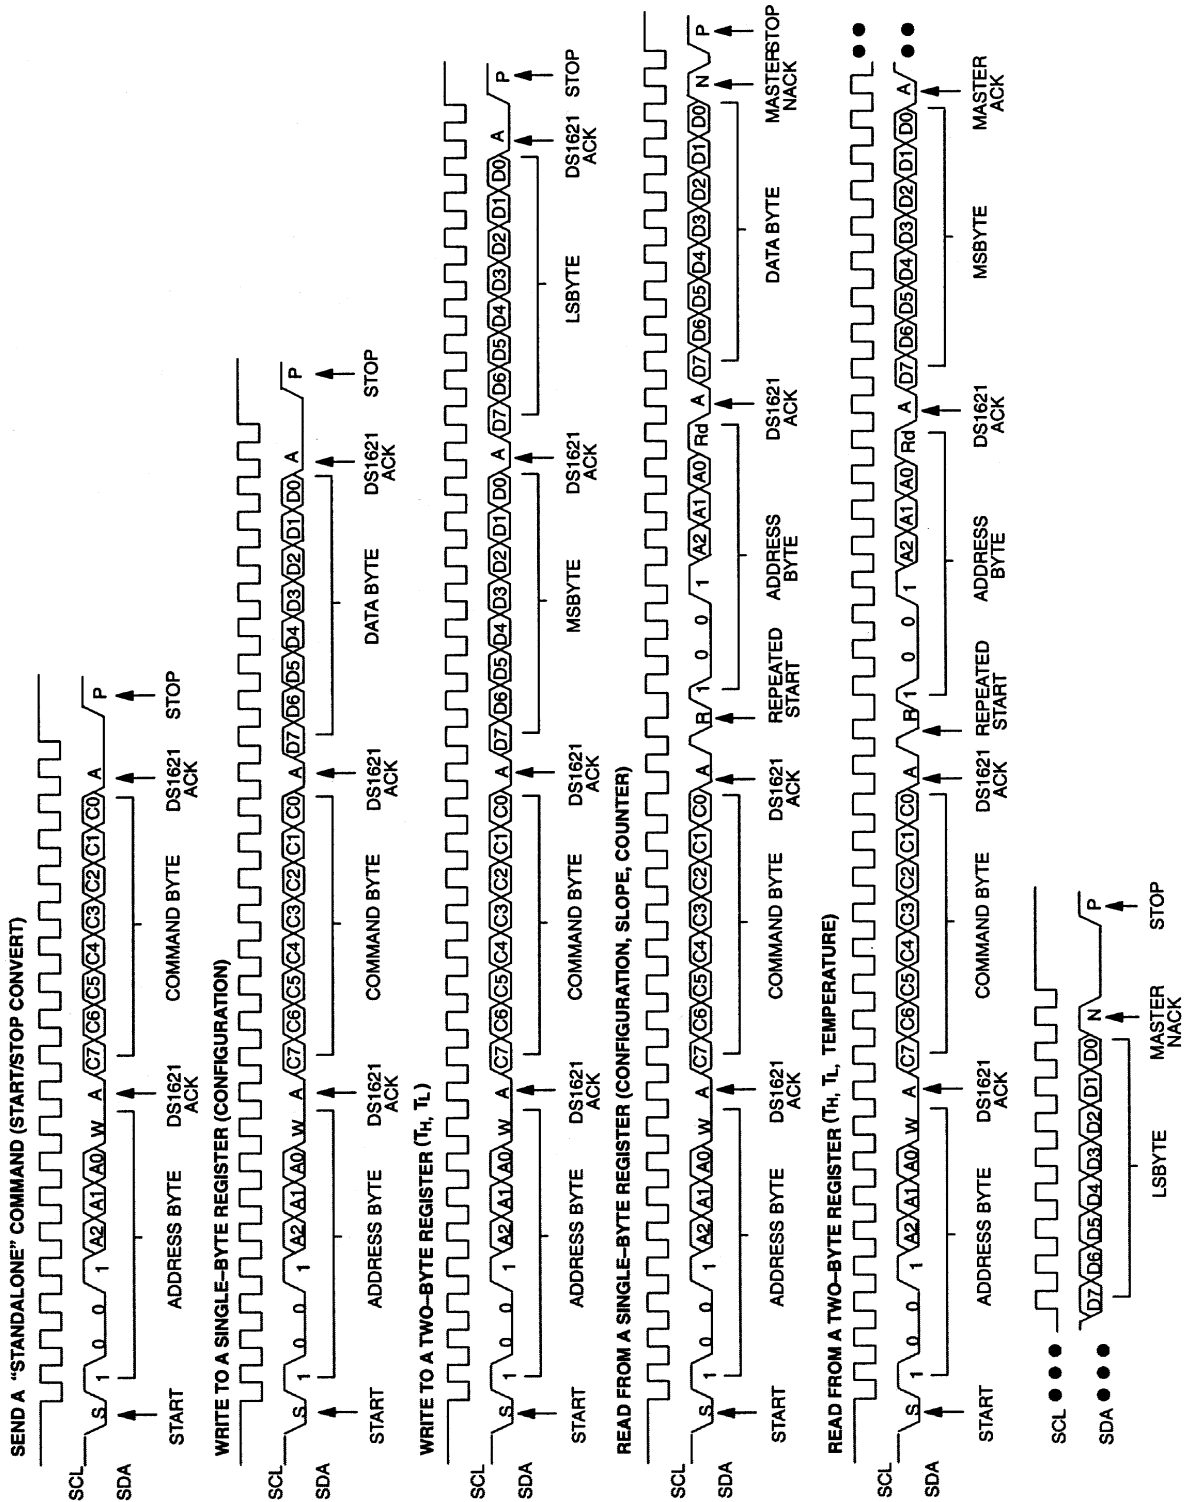 SEND A "STANDALONE" COMMAND (START/STOP CONVERT)
SCL
SDA
S 1 0 0 1 A2 A1 A0 W A C7 C6 C5 C4 C3 C2 C1 C0 A P
START ADDRESS BYTE DS1621 ACK COMMAND BYTE DS1621 ACK STOP
WRITE TO A SINGLE–BYTE REGISTER (CONFIGURATION)
SCL
SDA
S 1 0 0 1 A2 A1 A0 W A C7 C6 C5 C4 C3 C2 C1 C0 A D7 D6 D5 D4 D3 D2 D1 D0 A P
START ADDRESS BYTE DS1621 ACK COMMAND BYTE DS1621 ACK DATA BYTE DS1621 ACK STOP
WRITE TO A TWO–BYTE REGISTER (TH, TL)
SCL
SDA
S 1 0 0 1 A2 A1 A0 W A C7 C6 C5 C4 C3 C2 C1 C0 A D7 D6 D5 D4 D3 D2 D1 D0 A D7 D6 D5 D4 D3 D2 D1 D0 A P
START ADDRESS BYTE DS1621 ACK COMMAND BYTE DS1621 ACK MSBYTE DS1621 ACK LSBYTE DS1621 ACK STOP
READ FROM A SINGLE–BYTE REGISTER (CONFIGURATION, SLOPE, COUNTER)
SCL
SDA
S 1 0 0 1 A2 A1 A0 W A C7 C6 C5 C4 C3 C2 C1 C0 A R 1 0 0 1 A2 A1 A0 Rd A D7 D6 D5 D4 D3 D2 D1 D0 N P
START ADDRESS BYTE DS1621 ACK COMMAND BYTE DS1621 ACK REPEATED START ADDRESS BYTE DS1621 ACK DATA BYTE MASTER NACK STOP
READ FROM A TWO–BYTE REGISTER (TH, TL, TEMPERATURE)
SCL
SDA
S 1 0 0 1 A2 A1 A0 W A C7 C6 C5 C4 C3 C2 C1 C0 A R 1 0 0 1 A2 A1 A0 Rd A D7 D6 D5 D4 D3 D2 D1 D0 A
START ADDRESS BYTE DS1621 ACK COMMAND BYTE DS1621 ACK REPEATED START ADDRESS BYTE DS1621 ACK MSBYTE MASTER ACK
SCL
SDA
D7 D6 D5 D4 D3 D2 D1 D0 N P
LSBYTE MASTER NACK STOP